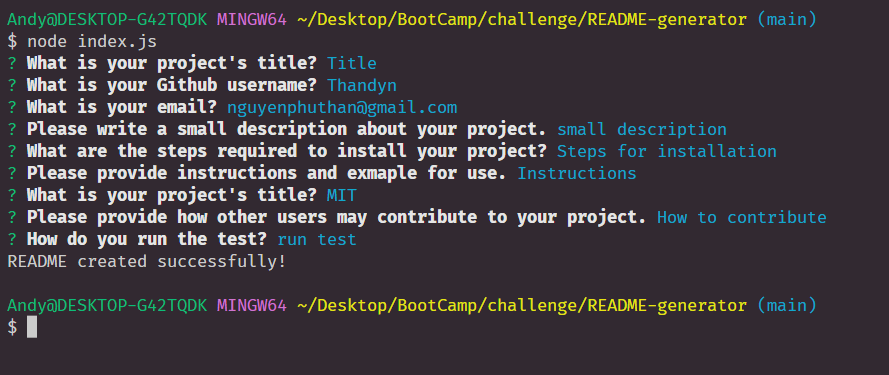 Andy@DESKTOP-G42TQDK MINGW64 ~/Desktop/BootCamp/challenge/README-generator (main)
$ node index.js
? What is your project's title? Title
? What is your Github username? Thandyn
? What is your email? nguyenphuthan@gmail.com
? Please write a small description about your project. small description
? What are the steps required to install your project? Steps for installation
? Please provide instructions and exmaple for use. Instructions
? What is your project's title? MIT
? Please provide how other users may contribute to your project. How to contribute
? How do you run the test? run test
README created successfully!
Andy@DESKTOP-G42TQDK MINGW64 ~/Desktop/BootCamp/challenge/README-generator (main)
$